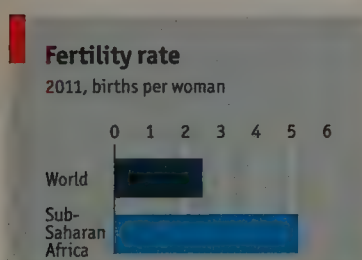 Fertility rate
2011, births per woman
0 1 2 3 4 5 6
World
Sub-
Saharan
Africa